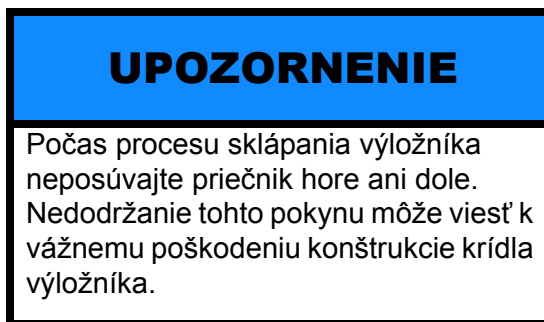 UPOZORNENIE
Počas procesu sklápania výložníka
neposúvajte priečnik hore ani dole.
Nedodržanie tohto pokynu môže viesť k
vážnemu poškodeniu konštrukcie krídla
výložníka.